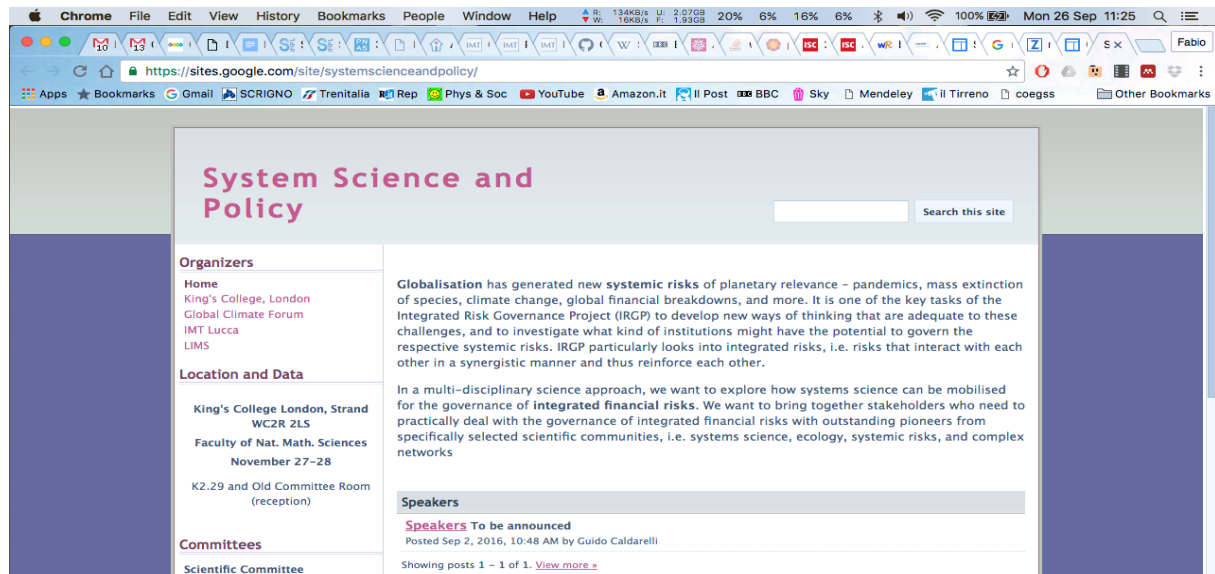 Chrome File Edit View History Bookmarks People Window Help R: 134KB/s U: 2.07GB 20% 6% 16% 6% 100% Mon 26 Sep 11:25
W: 16KB/s F: 1.93GB
Fabio
https://sites.google.com/site/systemscienceandpolicy/
Apps Bookmarks Gmail SCRIGNO Trenitalia Rep Phys & Soc YouTube Amazon.it Il Post BBC Sky Mendeley il Tirreno coegss Other Bookmarks
System Science and
Policy
Search this site
Organizers
Home
King's College, London
Global Climate Forum
IMT Lucca
LIMS
Location and Data
King's College London, Strand
WC2R 2LS
Faculty of Nat. Math. Sciences
November 27-28
K2.29 and Old Committee Room
(reception)
Committees
Scientific Committee
Globalisation has generated new systemic risks of planetary relevance – pandemics, mass extinction
of species, climate change, global financial breakdowns, and more. It is one of the key tasks of the
Integrated Risk Governance Project (IRGP) to develop new ways of thinking that are adequate to these
challenges, and to investigate what kind of institutions might have the potential to govern the
respective systemic risks. IRGP particularly looks into integrated risks, i.e. risks that interact with each
other in a synergistic manner and thus reinforce each other.
In a multi-disciplinary science approach, we want to explore how systems science can be mobilised
for the governance of integrated financial risks. We want to bring together stakeholders who need to
practically deal with the governance of integrated financial risks with outstanding pioneers from
specifically selected scientific communities, i.e. systems science, ecology, systemic risks, and complex
networks
Speakers
Speakers To be announced
Posted Sep 2, 2016, 10:48 AM by Guido Caldarelli
Showing posts 1 - 1 of 1. View more »